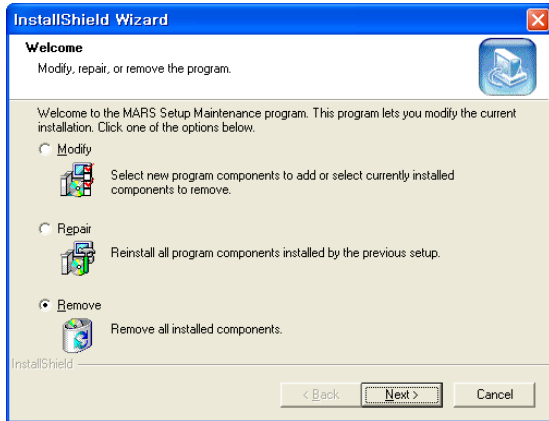 InstallShield Wizard
Welcome
Modify, repair, or remove the program.
Welcome to the MARS Setup Maintenance program. This program lets you modify the current
installation. Click one of the options below.
Modify
Select new program components to add or select currently installed
components to remove.
Repair
Reinstall all program components installed by the previous setup.
Remove
Remove all installed components.
InstallShield
< Back
Next >
Cancel